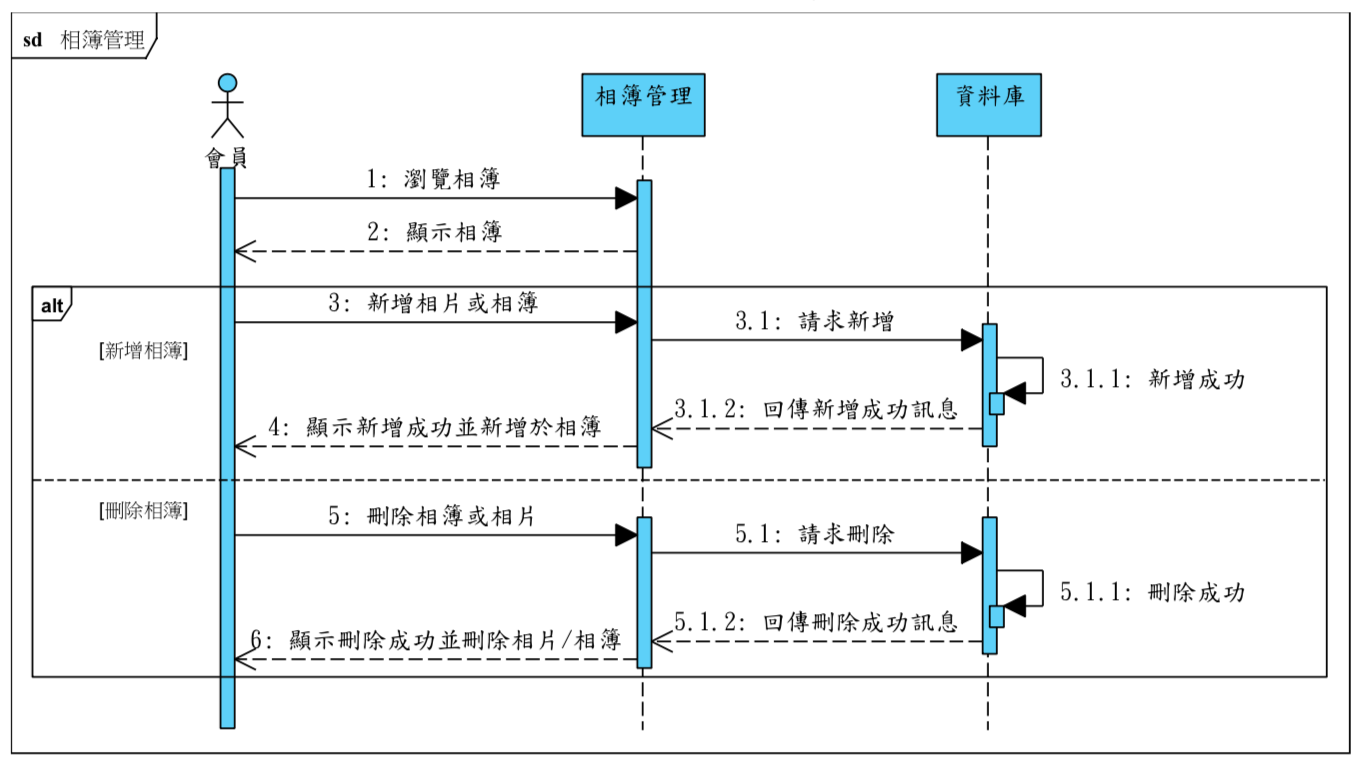 sd 相簿管理
會員
相簿管理
資料庫
1: 瀏覽相簿
2: 顯示相簿
alt
[新增相簿]
3: 新增相片或相簿
3.1: 請求新增
3.1.1: 新增成功
3.1.2: 回傳新增成功訊息
4: 顯示新增成功並新增於相簿
[刪除相簿]
5: 刪除相簿或相片
5.1: 請求刪除
5.1.1: 刪除成功
5.1.2: 回傳刪除成功訊息
6: 顯示刪除成功並刪除相片/相簿